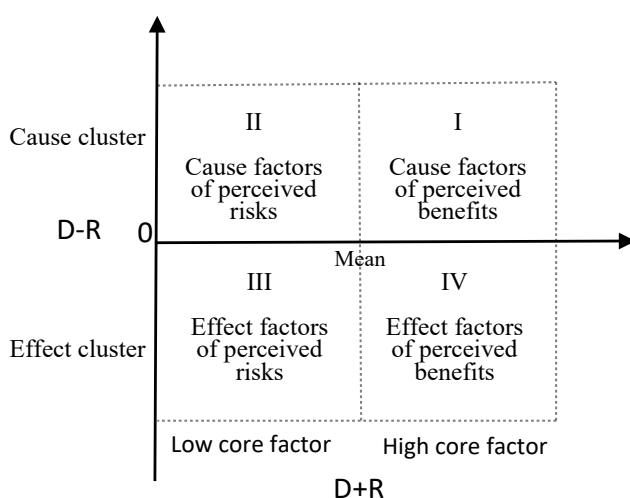 II
I
Cause cluster
Cause factors
of perceived
risks
Cause factors
of perceived
benefits
D-R
0
Mean
III
IV
Effect cluster
Effect factors
of perceived
risks
Effect factors
of perceived
benefits
Low core factor
High core factor
D+R